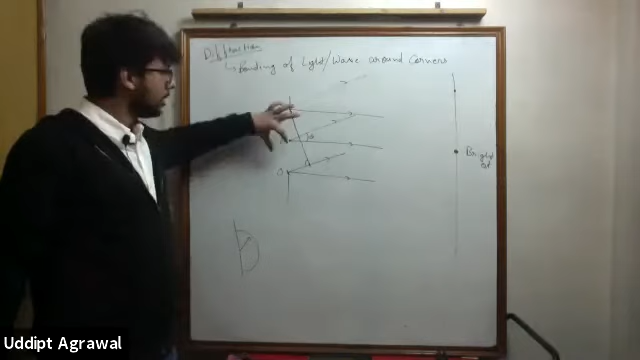 Diffraction
↳ Bending of Light/Wave around Corners
O
Bright
Uddipt Agrawal